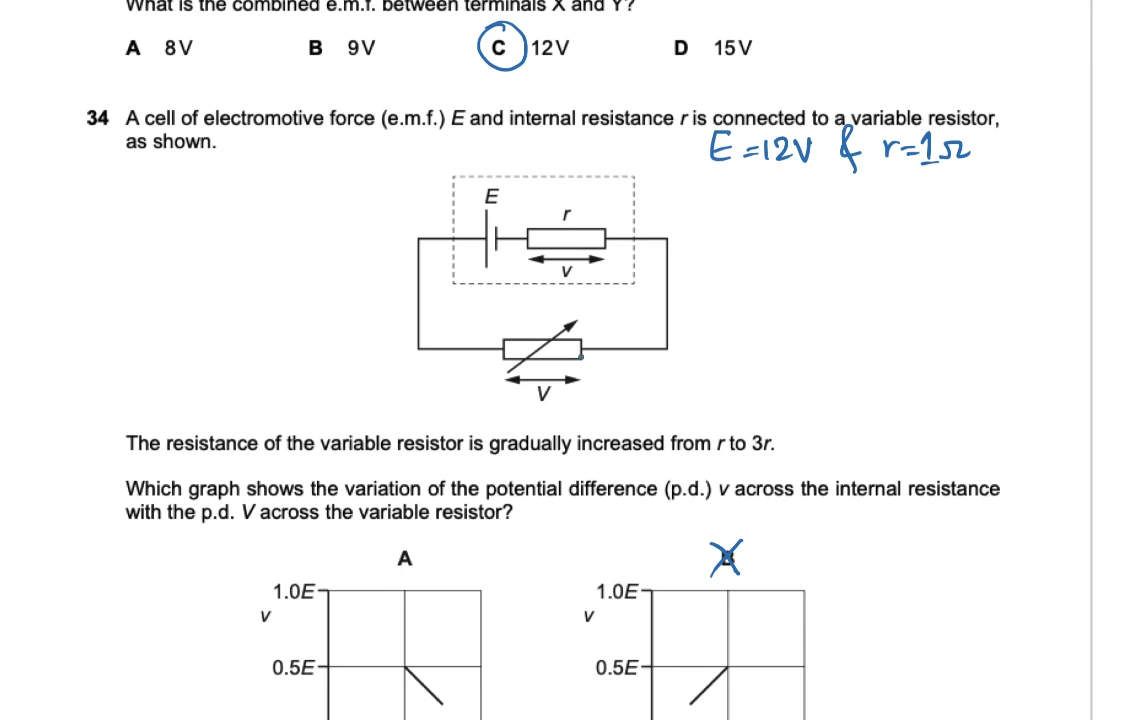 What is the combined e.m.f. between terminals X and Y?
A 8V B 9V C 12V D 15V
34 A cell of electromotive force (e.m.f.) E and internal resistance r is connected to a variable resistor,
as shown.
E=12V & r=1Ω
E
r
v
V
The resistance of the variable resistor is gradually increased from r to 3r.
Which graph shows the variation of the potential difference (p.d.) v across the internal resistance
with the p.d. V across the variable resistor?
A B
1.0E 1.0E
v v
0.5E 0.5E